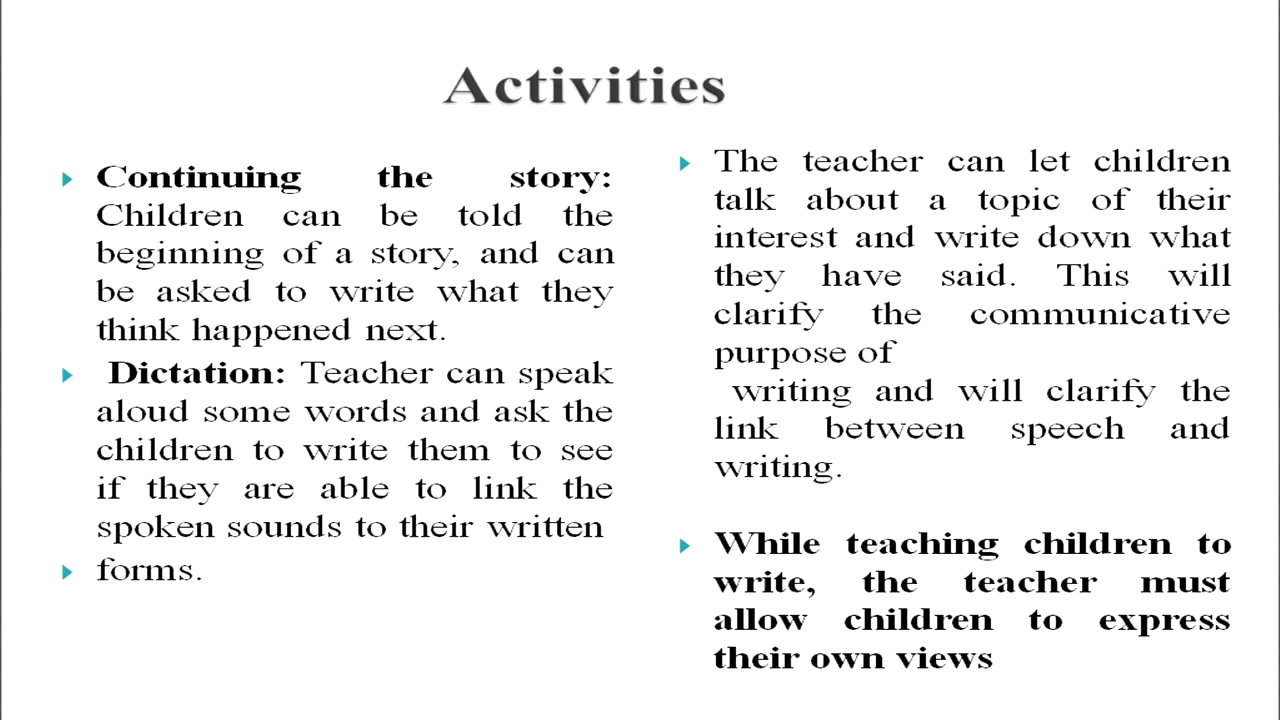 Activities
Continuing the story:
Children can be told the
beginning of a story, and can
be asked to write what they
think happened next.
Dictation: Teacher can speak
aloud some words and ask the
children to write them to see
if they are able to link the
spoken sounds to their written
forms.
The teacher can let children
talk about a topic of their
interest and write down what
they have said. This will
clarify the communicative
purpose of
writing and will clarify the
link between speech and
writing.
While teaching children to
write, the teacher must
allow children to express
their own views